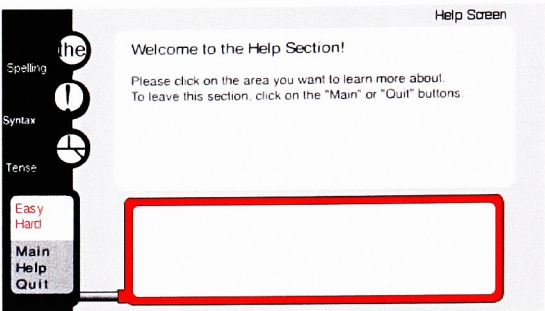 Help Screen
the
Spelling
!
Syntax
Tense
Welcome to the Help Section!
Please click on the area you want to learn more about.
To leave this section, click on the "Main" or "Quit" buttons.
Easy
Hard
Main
Help
Quit